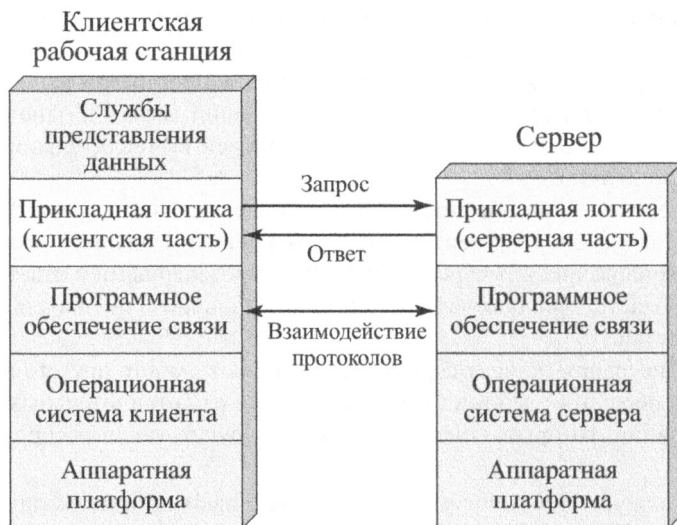 Клиентская
рабочая станция
Службы
представления
данных
Прикладная логика
(клиентская часть)
Программное
обеспечение связи
Операционная
система клиента
Аппаратная
платформа
Запрос
Ответ
Взаимодействие
протоколов
Сервер
Прикладная логика
(серверная часть)
Программное
обеспечение связи
Операционная
система сервера
Аппаратная
платформа